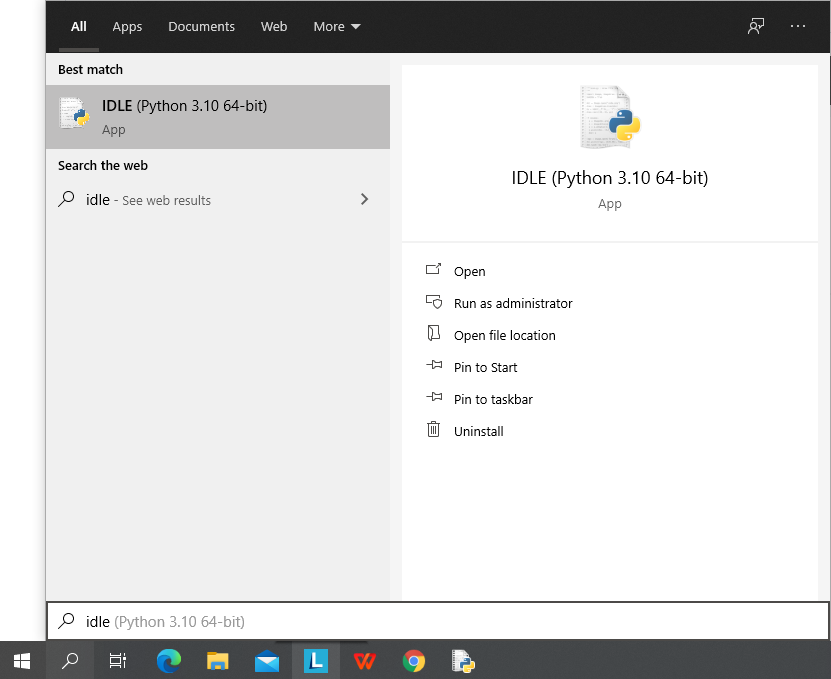 All Apps Documents Web More
Best match
IDLE (Python 3.10 64-bit)
App
Search the web
idle - See web results
IDLE (Python 3.10 64-bit)
App
Open
Run as administrator
Open file location
Pin to Start
Pin to taskbar
Uninstall
idle (Python 3.10 64-bit)
L W